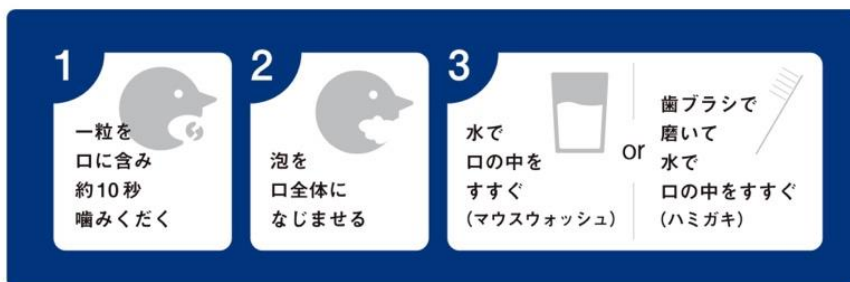 1
一粒を
口に含み
約10秒
噛みくだく
2
泡を
口全体に
なじませる
3
水で
口の中を
すすぐ
(マウスウォッシュ)
or
歯ブラシで
磨いて
水で
口の中をすすぐ
(ハミガキ)